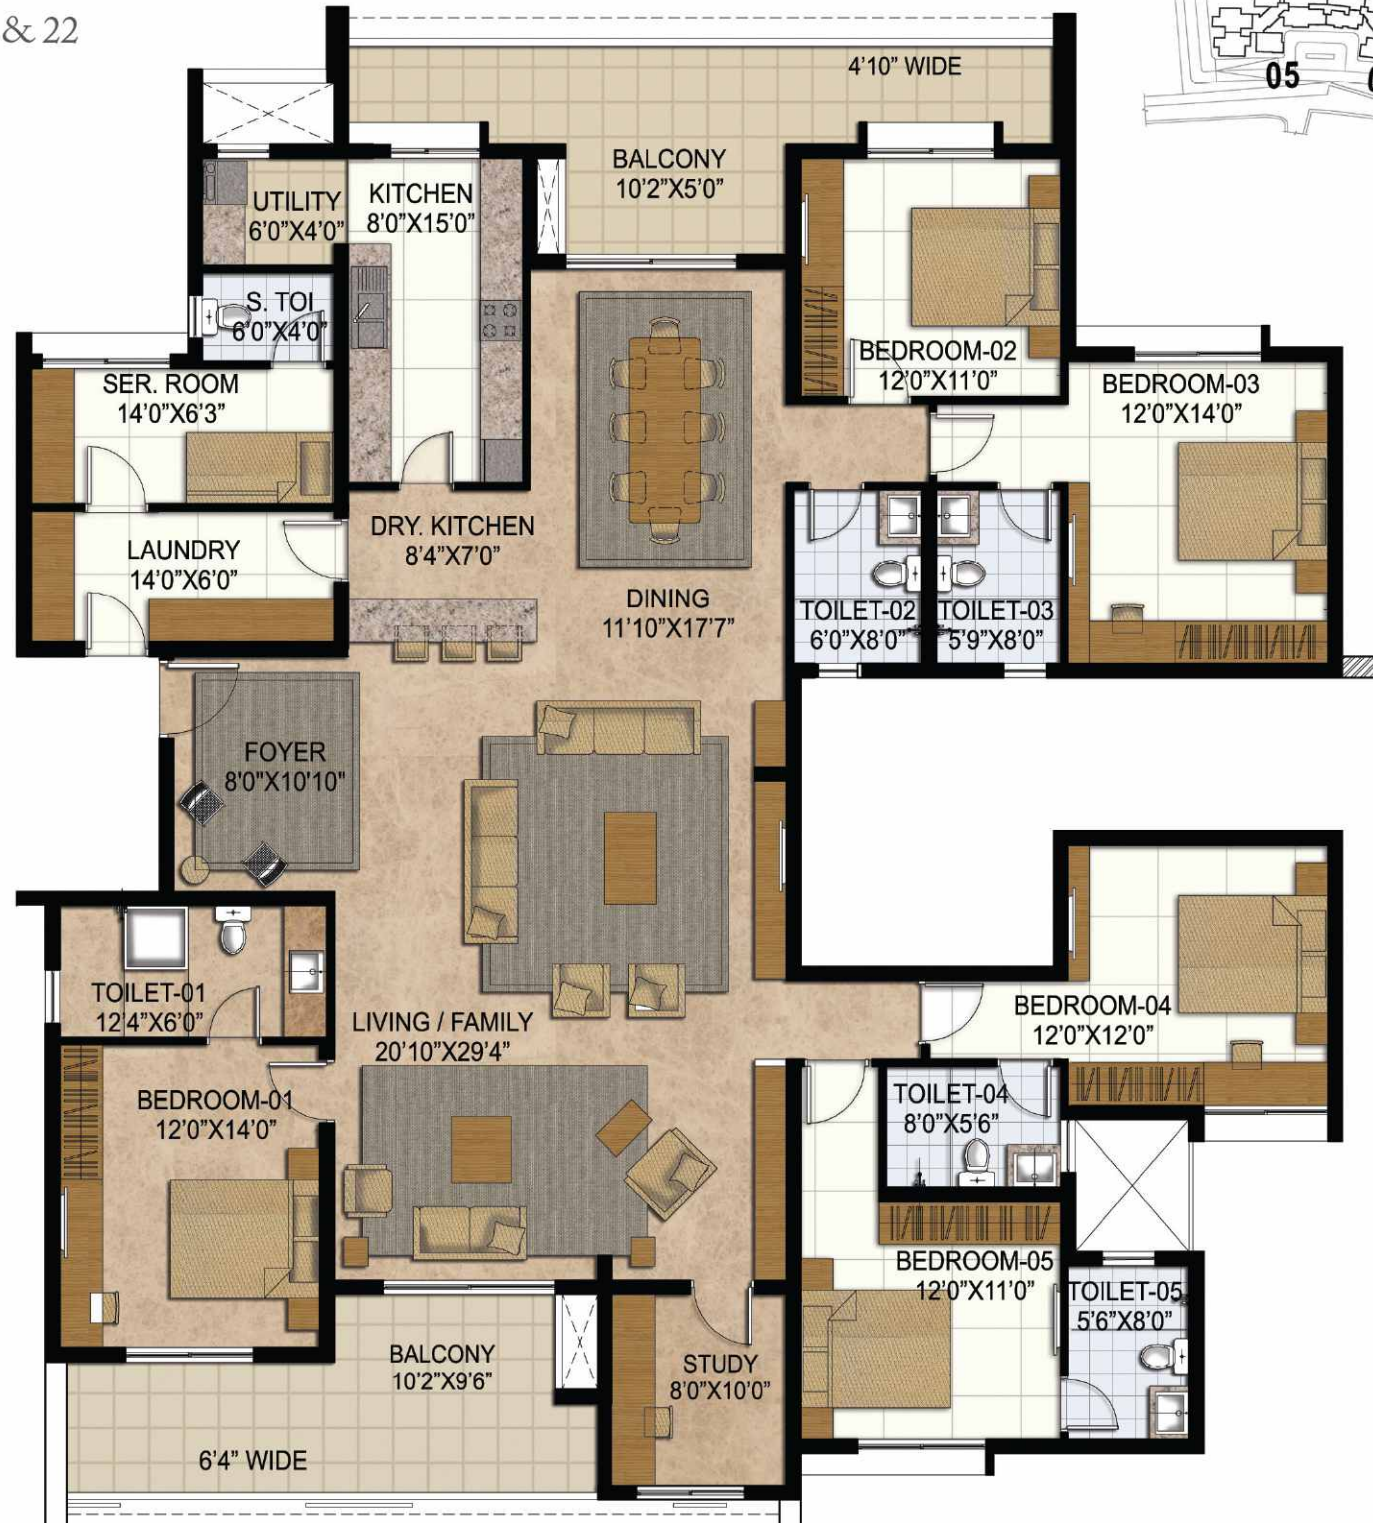 & 22
05
4'10" WIDE
BALCONY
10'2"X5'0"
UTILITY
6'0"X4'0"
KITCHEN
8'0"X15'0"
S. TOI
6'0"X4'0"
BEDROOM-02
12'0"X11'0"
SER. ROOM
14'0"X6'3"
BEDROOM-03
12'0"X14'0"
DRY. KITCHEN
8'4"X7'0"
LAUNDRY
14'0"X6'0"
DINING
11'10"X17'7"
TOILET-02
6'0"X8'0"
TOILET-03
5'9"X8'0"
FOYER
8'0"X10'10"
TOILET-01
12'4"X6'0"
LIVING / FAMILY
20'10"X29'4"
BEDROOM-04
12'0"X12'0"
BEDROOM-01
12'0"X14'0"
TOILET-04
8'0"X5'6"
BEDROOM-05
12'0"X11'0"
TOILET-05
5'6"X8'0"
BALCONY
10'2"X9'6"
STUDY
8'0"X10'0"
6'4" WIDE